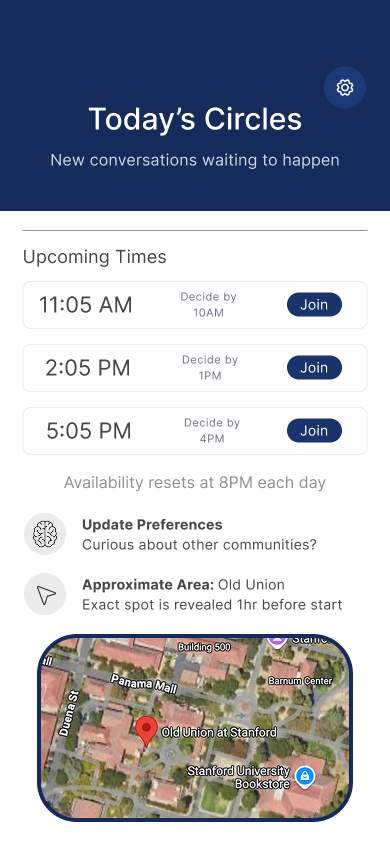 Today’s Circles
New conversations waiting to happen
Upcoming Times
11:05 AM
Decide by
10AM
Join
2:05 PM
Decide by
1PM
Join
5:05 PM
Decide by
4PM
Join
Availability resets at 8PM each day
Update Preferences
Curious about other communities?
Approximate Area: Old Union
Exact spot is revealed 1hr before start
Building 500
Panama Mall
Barnum Center
Duena St
Old Union at Stanford
Stanford University
Bookstore